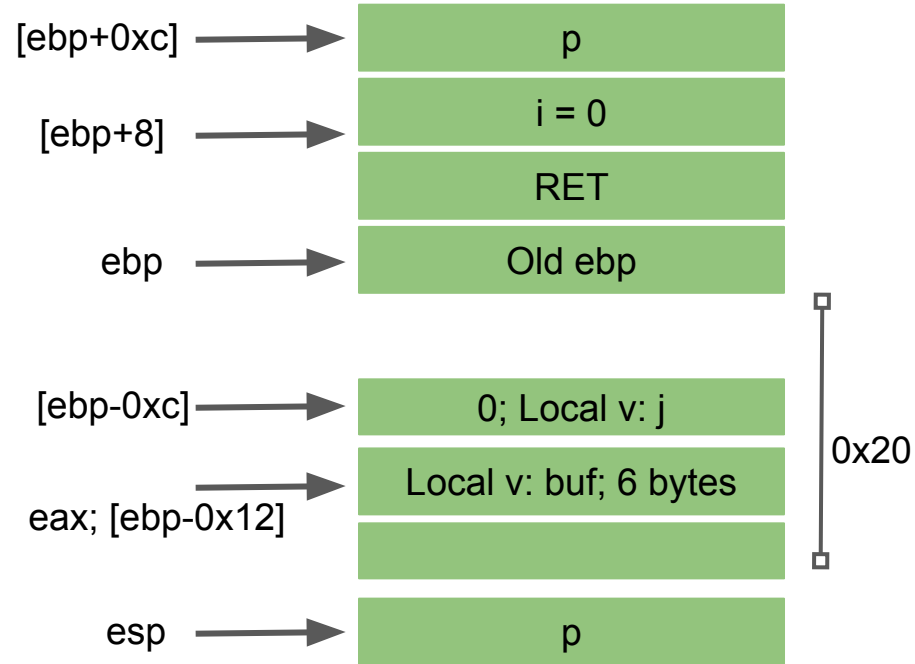 [ebp+0xc]
p
i = 0
[ebp+8]
RET
ebp
Old ebp
[ebp-0xc]
0; Local v: j
0x20
Local v: buf; 6 bytes
eax; [ebp-0x12]
esp
p